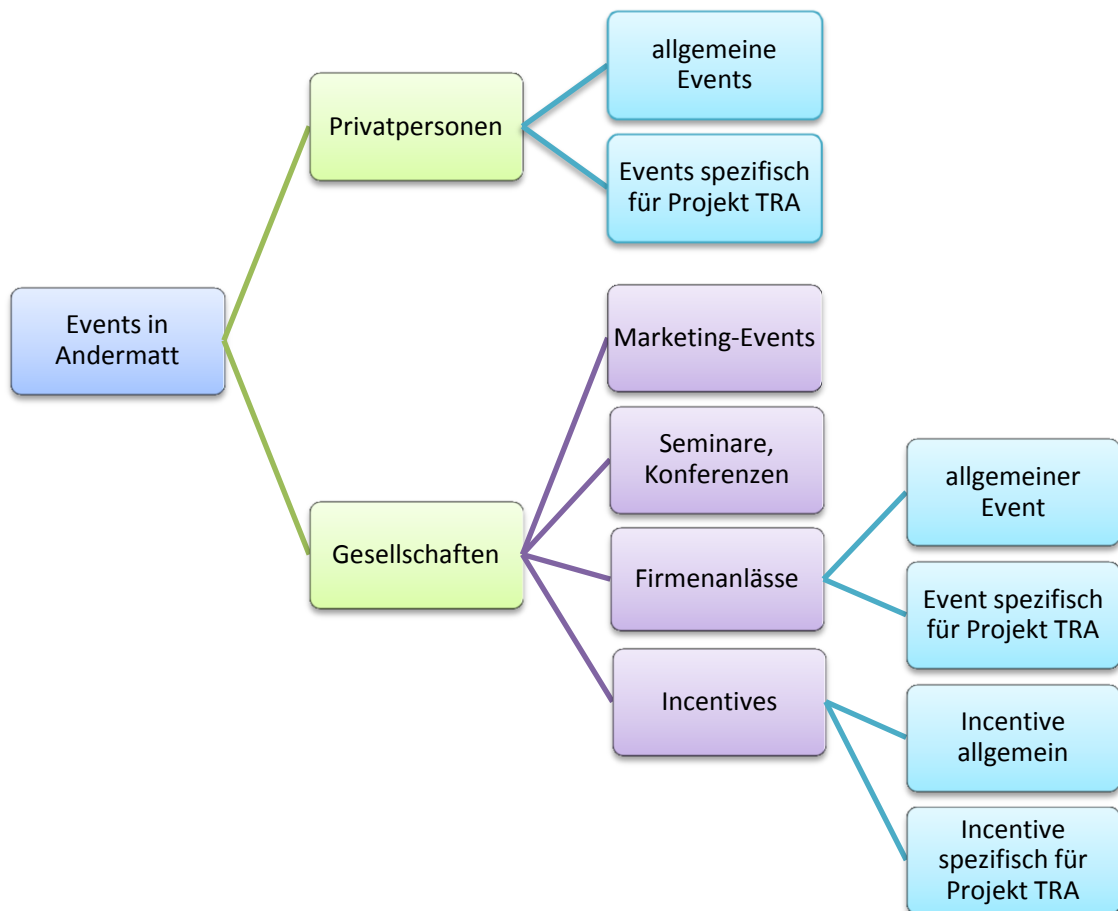 allgemeine
Events
Privatpersonen
Events spezifisch
für Projekt TRA
Events in
Andermatt
Marketing-Events
Seminare,
Konferenzen
allgemeiner
Event
Gesellschaften
Firmenanlässe
Event spezifisch
für Projekt TRA
Incentives
Incentive
allgemein
Incentive
spezifisch für
Projekt TRA